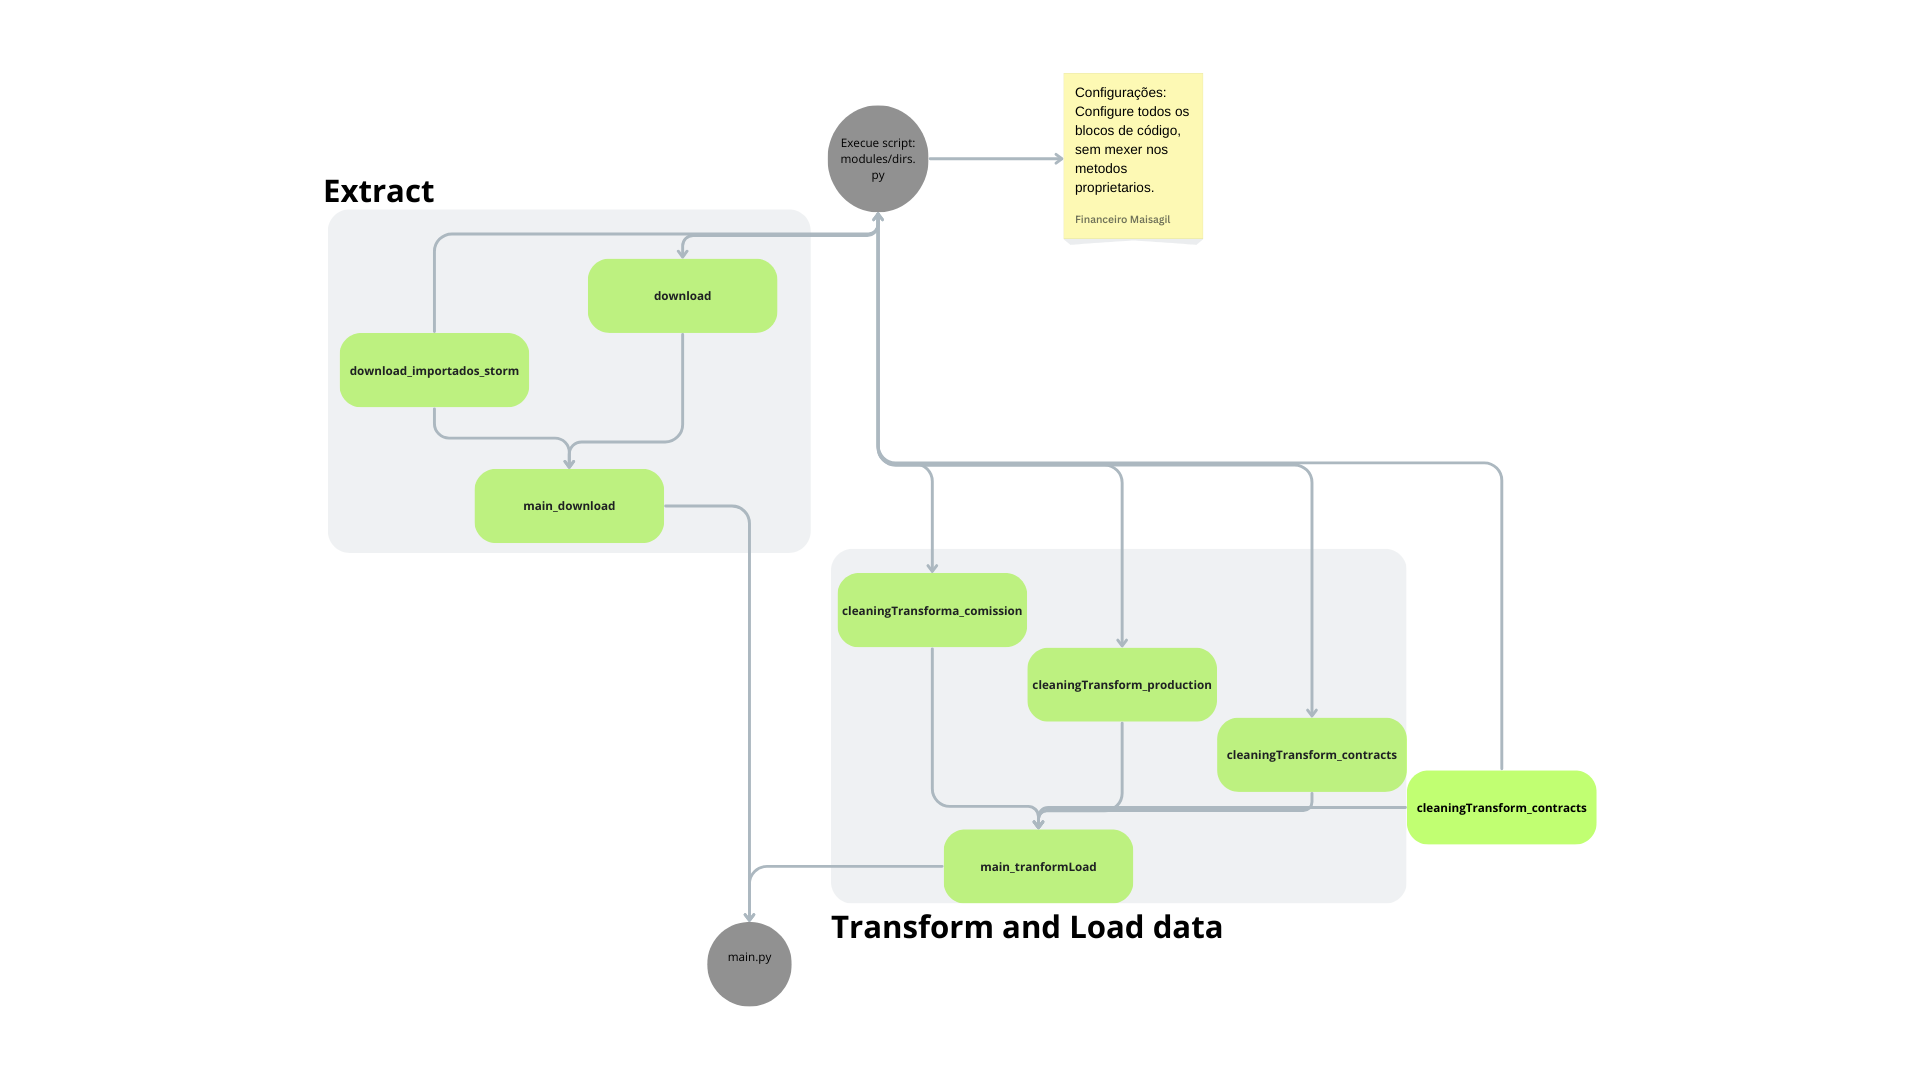 Configurações:
Configure todos os
blocos de código,
sem mexer nos
metodos
proprietarios.
Financeiro Maisagil
Execue script:
modules/dirs.
py
Extract
download
download_importados_storm
main_download
cleaningTransforma_comission
cleaningTransform_production
cleaningTransform_contracts
cleaningTransform_contracts
main_tranformLoad
Transform and Load data
main.py